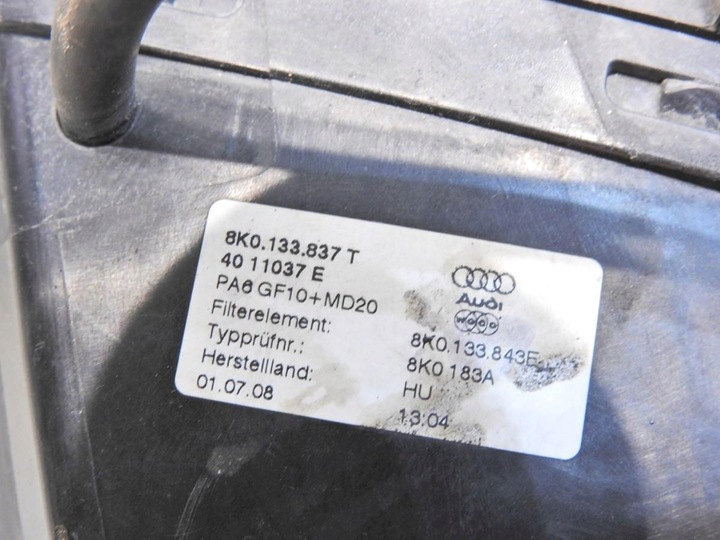 8K0.133.837 T
40 11037 E
PA6 GF10+MD20
Audi
WOCO
Filterelement: 8K0.133.843E
Typprüfnr.: 8K0 183A
Herstellland: HU
01.07.08 13:04